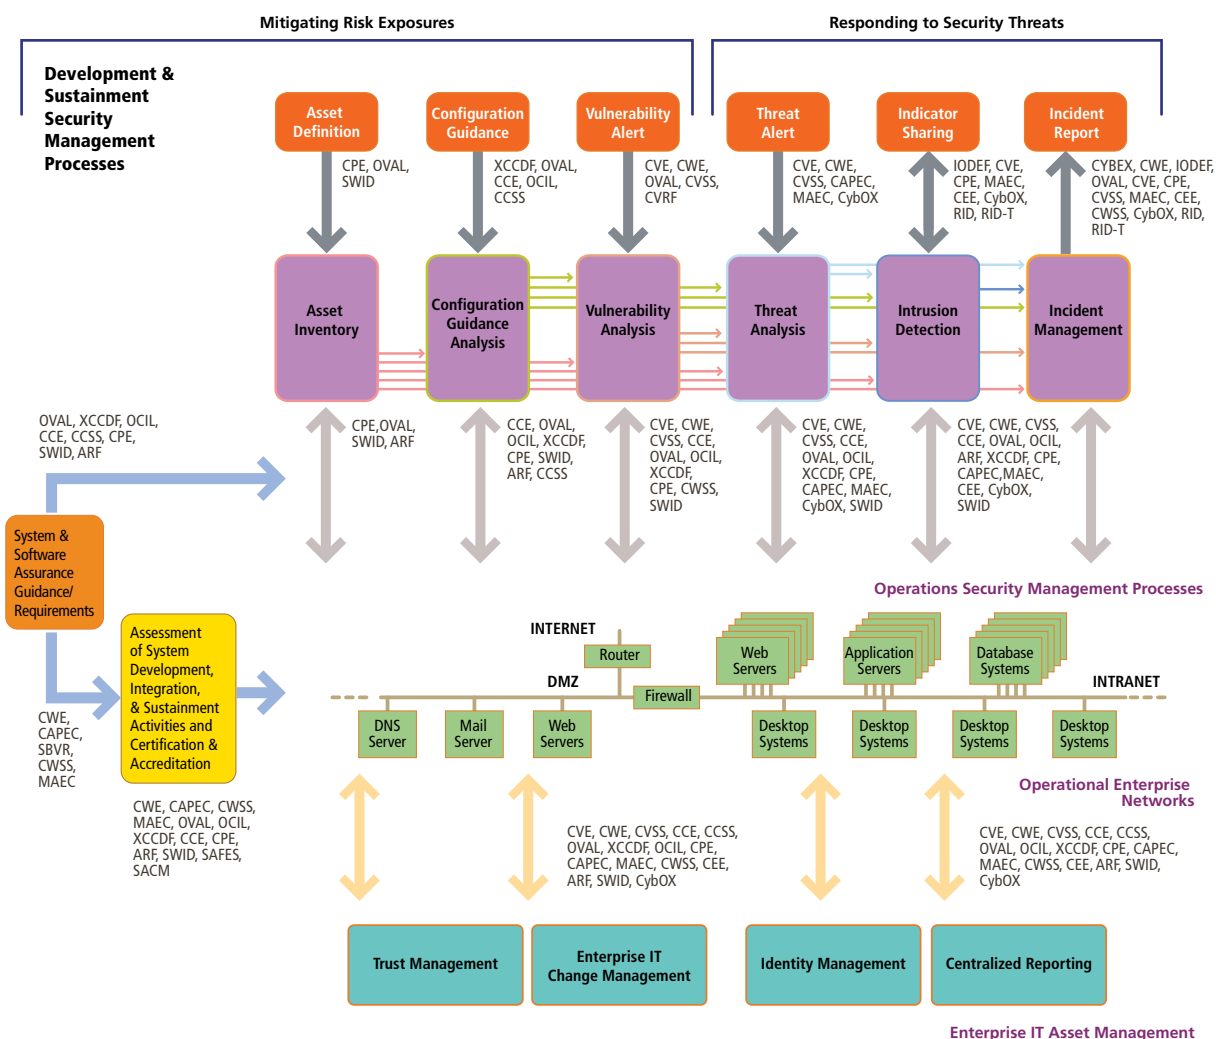 Mitigating Risk Exposures
Responding to Security Threats
Development &
Sustainment
Security
Management
Processes
Asset
Definition
Configuration
Guidance
Vulnerability
Alert
Threat
Alert
Indicator
Sharing
Incident
Report
CPE, OVAL,
SWID
XCCDF, OVAL,
CCE, OCIL,
CCSS
CVE, CWE,
OVAL, CVSS,
CVRF
CVE, CWE,
CVSS, CAPEC,
MAEC, CybOX
IODEF, CVE,
CPE, MAEC,
CEE, CybOX,
RID, RID-T
CYBEX, CWE, IODEF,
OVAL, CVE, CPE,
CVSS, MAEC, CEE,
CWSS, CybOX, RID,
RID-T
Asset
Inventory
Configuration
Guidance
Analysis
Vulnerability
Analysis
Threat
Analysis
Intrusion
Detection
Incident
Management
OVAL, XCCDF, OCIL,
CCE, CCSS, CPE,
SWID, ARF
CPE,OVAL,
SWID, ARF
CCE, OVAL,
OCIL, XCCDF,
CPE, SWID,
ARF, CCSS
CVE, CWE,
CVSS, CCE,
OVAL, OCIL,
XCCDF,
CPE, CWSS,
SWID
CVE, CWE,
CVSS, CCE,
OVAL, OCIL,
XCCDF, CPE,
CAPEC, MAEC,
CybOX, SWID
CVE, CWE, CVSS,
CCE, OVAL, OCIL,
ARF, XCCDF, CPE,
CAPEC,MAEC,
CEE, CybOX,
SWID
System &
Software
Assurance
Guidance/
Requirements
Operations Security Management Processes
Assessment
of System
Development,
Integration,
& Sustainment
Activities and
Certification &
Accreditation
CWE,
CAPEC,
SBVR,
CWSS,
MAEC
CWE, CAPEC, CWSS,
MAEC, OVAL, OCIL,
XCCDF, CCE, CPE,
ARF, SWID, SAFES,
SACM
INTERNET
Router
DMZ
Firewall
Web
Servers
Application
Servers
Database
Systems
INTRANET
DNS
Server
Mail
Server
Web
Servers
Desktop
Systems
Desktop
Systems
Desktop
Systems
Desktop
Systems
Operational Enterprise
Networks
CVE, CWE, CVSS, CCE, CCSS,
OVAL, XCCDF, OCIL, CPE,
CAPEC, MAEC, CWSS, CEE,
ARF, SWID, CybOX
CVE, CWE, CVSS, CCE, CCSS,
OVAL, OCIL, XCCDF, CPE, CAPEC,
MAEC, CWSS, CEE, ARF, SWID,
CybOX
Trust Management
Enterprise IT
Change Management
Identity Management
Centralized Reporting
Enterprise IT Asset Management